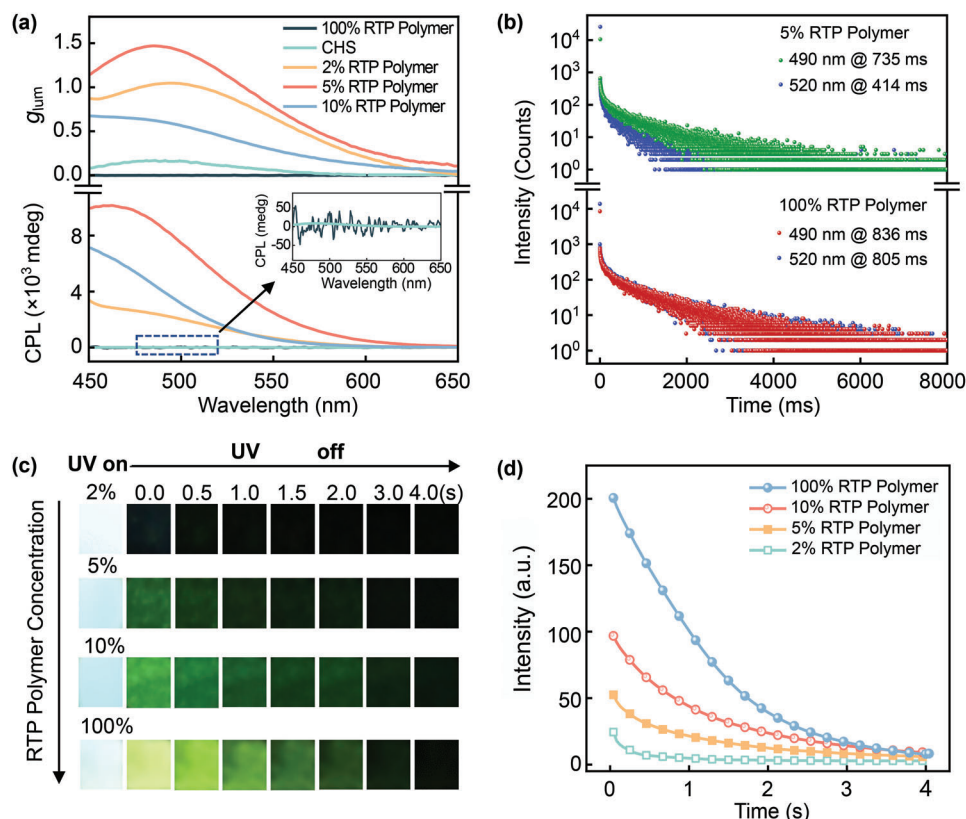 (a)
100% RTP Polymer
CHS
2% RTP Polymer
5% RTP Polymer
10% RTP Polymer
1.5
1.0
0.5
0.0
g_lum
8
4
0
CPL (×10³ mdeg)
50
0
-50
CPL (medg)
450 500 550 600 650
Wavelength (nm)
450 500 550 600 650
Wavelength (nm)
(b)
5% RTP Polymer
490 nm @ 735 ms
520 nm @ 414 ms
10⁴
10³
10²
10¹
10⁰
100% RTP Polymer
490 nm @ 836 ms
520 nm @ 805 ms
10⁴
10³
10²
10¹
10⁰
Intensity (Counts)
0 2000 4000 6000 8000
Time (ms)
(c)
UV on UV off
2% 0.0 0.5 1.0 1.5 2.0 3.0 4.0(s)
5%
10%
100%
RTP Polymer Concentration
(d)
100% RTP Polymer
10% RTP Polymer
5% RTP Polymer
2% RTP Polymer
200
150
100
50
0
Intensity (a.u.)
0 1 2 3 4
Time (s)